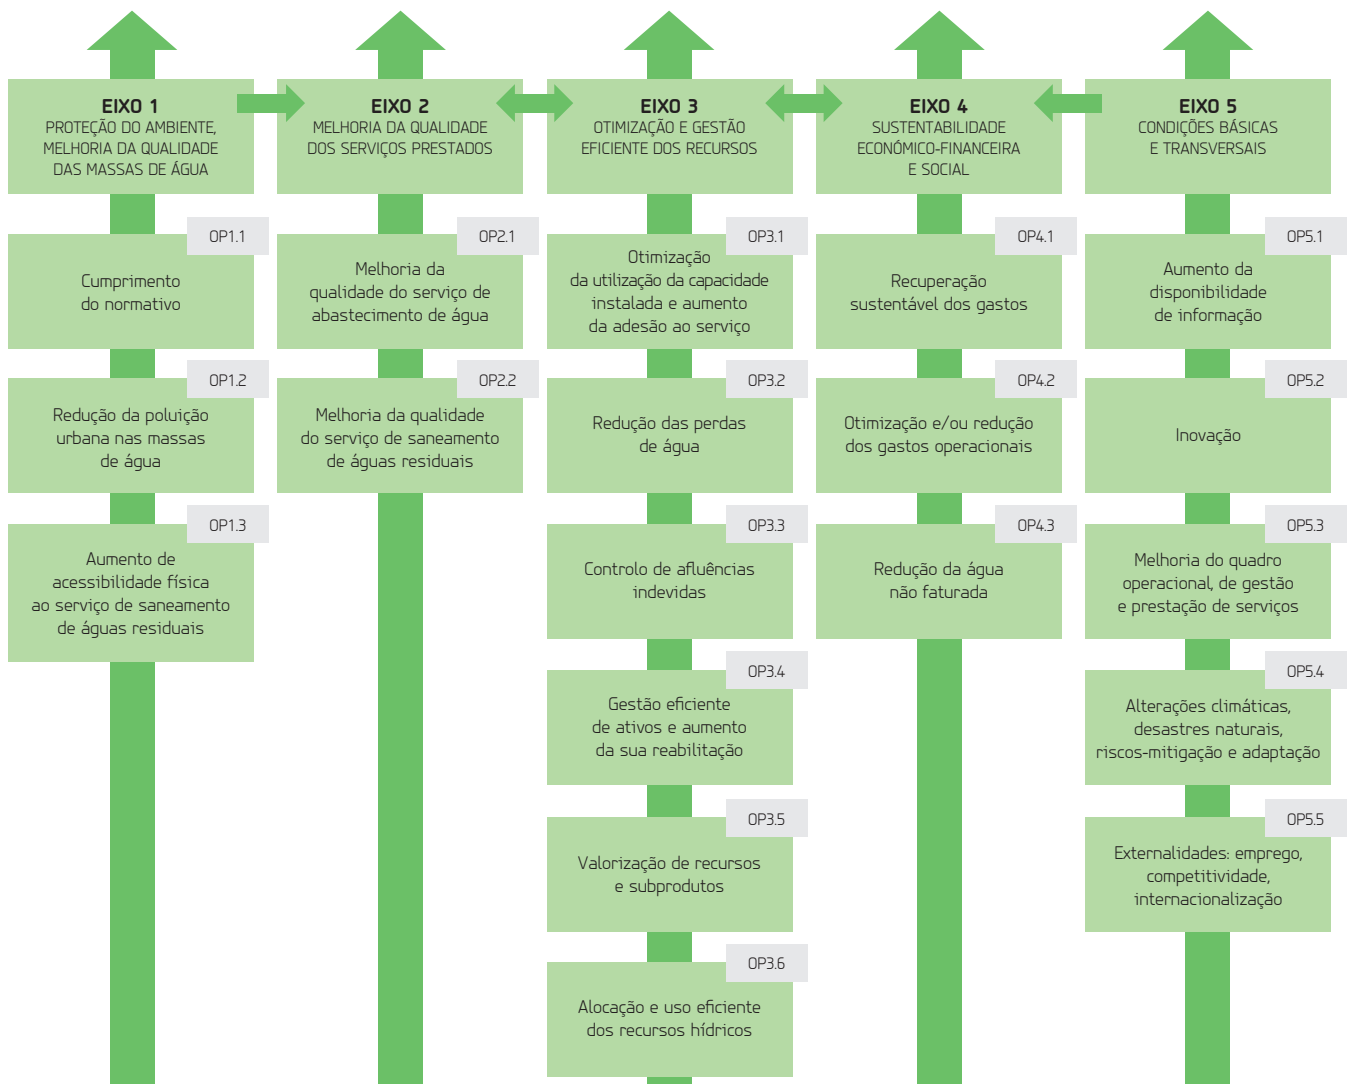 EIXO 1
PROTEÇÃO DO AMBIENTE,
MELHORIA DA QUALIDADE
DAS MASSAS DE ÁGUA
OP1.1
Cumprimento
do normativo
OP1.2
Redução da poluição
urbana nas massas
de água
OP1.3
Aumento de
acessibilidade física
ao serviço de saneamento
de águas residuais
EIXO 2
MELHORIA DA QUALIDADE
DOS SERVIÇOS PRESTADOS
OP2.1
Melhoria da
qualidade do serviço de
abastecimento de água
OP2.2
Melhoria da qualidade
do serviço de saneamento
de águas residuais
EIXO 3
OTIMIZAÇÃO E GESTÃO
EFICIENTE DOS RECURSOS
OP3.1
Otimização
da utilização da capacidade
instalada e aumento
da adesão ao serviço
OP3.2
Redução das perdas
de água
OP3.3
Controlo de afluências
indevidas
OP3.4
Gestão eficiente
de ativos e aumento
da sua reabilitação
OP3.5
Valorização de recursos
e subprodutos
OP3.6
Alocação e uso eficiente
dos recursos hídricos
EIXO 4
SUSTENTABILIDADE
ECONÓMICO-FINANCEIRA
E SOCIAL
OP4.1
Recuperação
sustentável dos gastos
OP4.2
Otimização e/ou redução
dos gastos operacionais
OP4.3
Redução da água
não faturada
EIXO 5
CONDIÇÕES BÁSICAS
E TRANSVERSAIS
OP5.1
Aumento da
disponibilidade
de informação
OP5.2
Inovação
OP5.3
Melhoria do quadro
operacional, de gestão
e prestação de serviços
OP5.4
Alterações climáticas,
desastres naturais,
riscos-mitigação e adaptação
OP5.5
Externalidades: emprego,
competitividade,
internacionalização